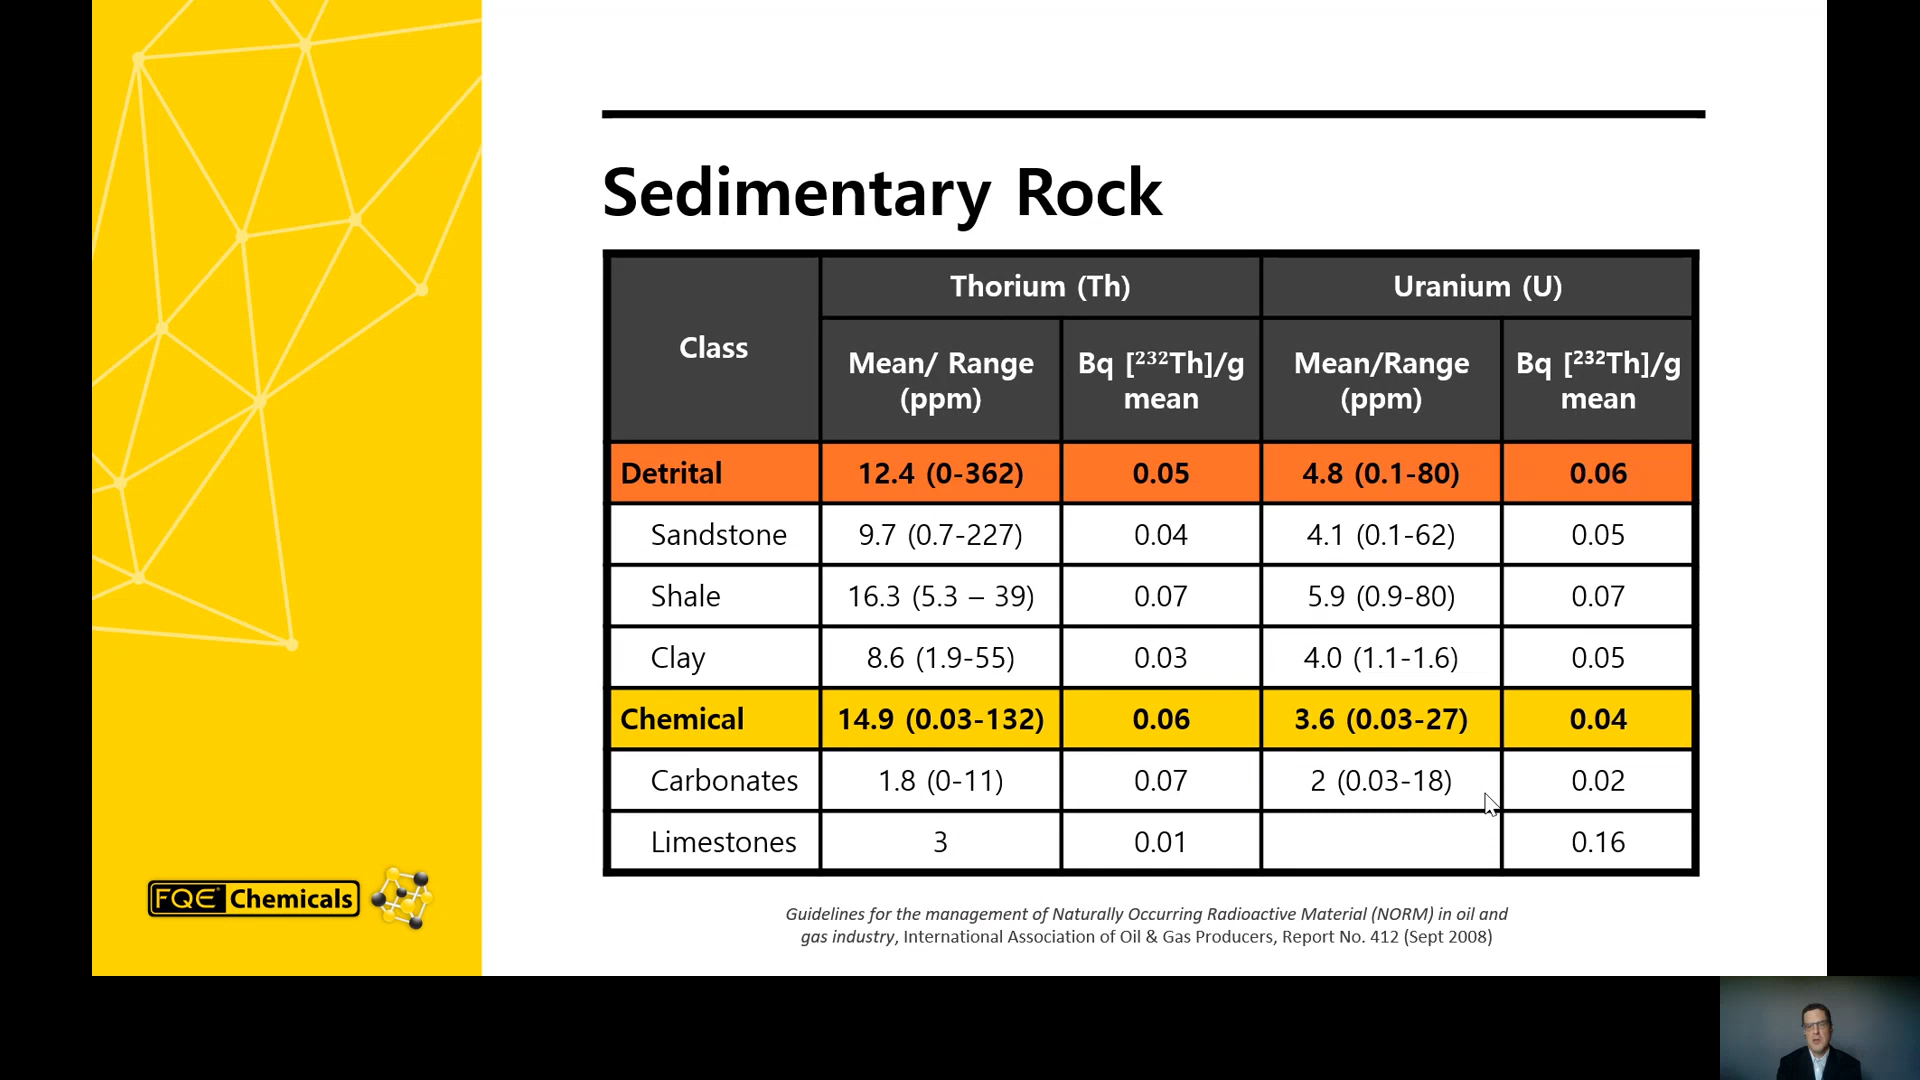 Sedimentary Rock
Class
Thorium (Th)
Uranium (U)
Mean/ Range
(ppm)
Bq [²³²Th]/g
mean
Mean/Range
(ppm)
Bq [²³²Th]/g
mean
Detrital 12.4 (0-362) 0.05 4.8 (0.1-80) 0.06
Sandstone 9.7 (0.7-227) 0.04 4.1 (0.1-62) 0.05
Shale 16.3 (5.3 – 39) 0.07 5.9 (0.9-80) 0.07
Clay 8.6 (1.9-55) 0.03 4.0 (1.1-1.6) 0.05
Chemical 14.9 (0.03-132) 0.06 3.6 (0.03-27) 0.04
Carbonates 1.8 (0-11) 0.07 2 (0.03-18) 0.02
Limestones 3 0.01 0.16
FQE Chemicals
Guidelines for the management of Naturally Occurring Radioactive Material (NORM) in oil and
gas industry, International Association of Oil & Gas Producers, Report No. 412 (Sept 2008)